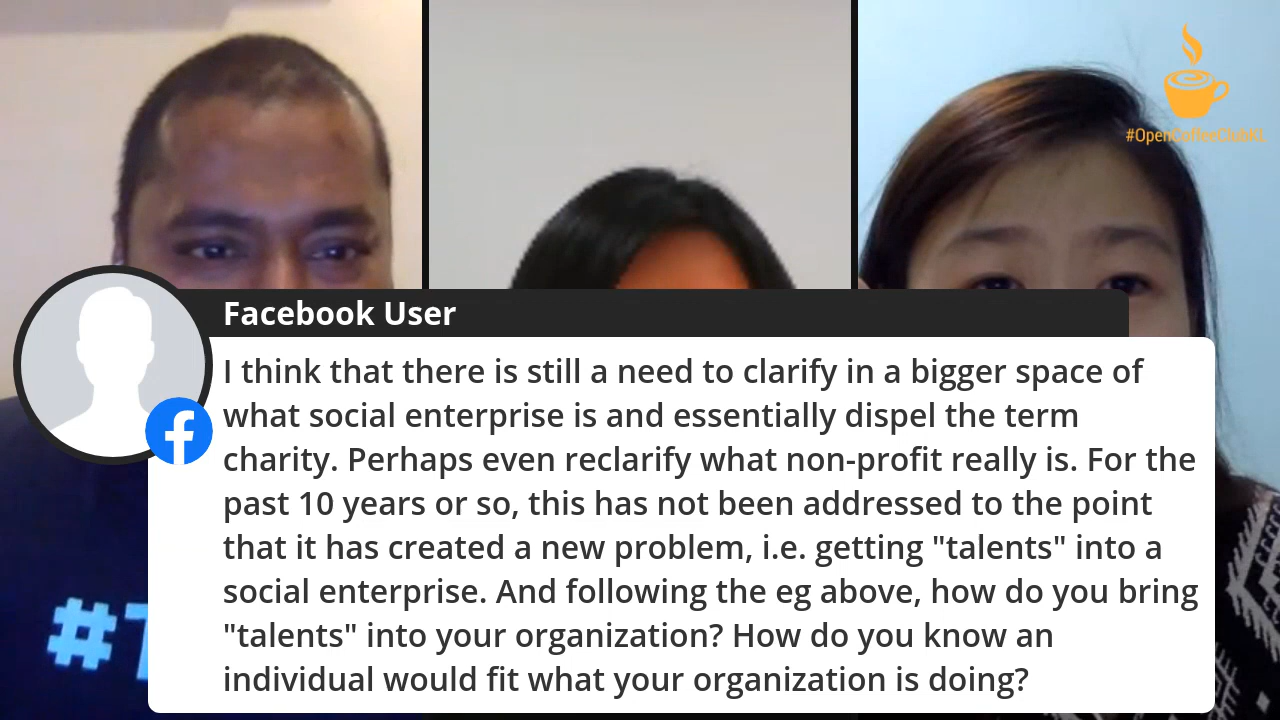 #OpenCoffeeClubKL
Facebook User
I think that there is still a need to clarify in a bigger space of
what social enterprise is and essentially dispel the term
charity. Perhaps even reclarify what non-profit really is. For the
past 10 years or so, this has not been addressed to the point
that it has created a new problem, i.e. getting "talents" into a
social enterprise. And following the eg above, how do you bring
"talents" into your organization? How do you know an
individual would fit what your organization is doing?